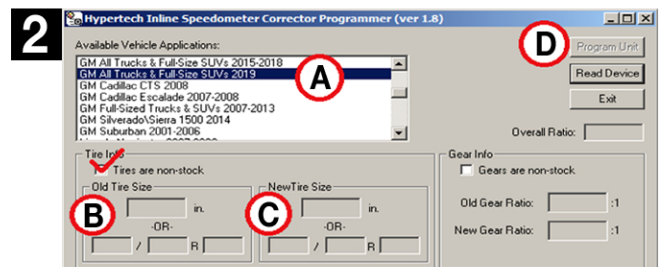 2
Hypertech Inline Speedometer Corrector Programmer (ver 1.8)
Available Vehicle Applications:
GM All Trucks & Full-Size SUVs 2015-2018
GM All Trucks & Full-Size SUVs 2019
GM Cadillac CTS 2008
GM Cadillac Escalade 2007-2008
GM Full-Sized Trucks & SUVs 2007-2013
GM Silverado\Sierra 1500 2014
GM Suburban 2001-2006
A
D
Program Unit
Read Device
Exit
Overall Ratio:
Tire Info
Tires are non-stock
Old Tire Size
in.
-OR-
/ R
B
NewTire Size
in.
-OR-
/ R
C
Gear Info
Gears are non-stock
Old Gear Ratio: :1
New Gear Ratio: :1